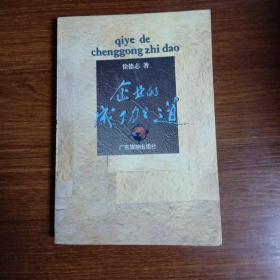 qiye de
chenggong zhi dao
徐德志 著
企业的
成功之道
广东旅游出版社